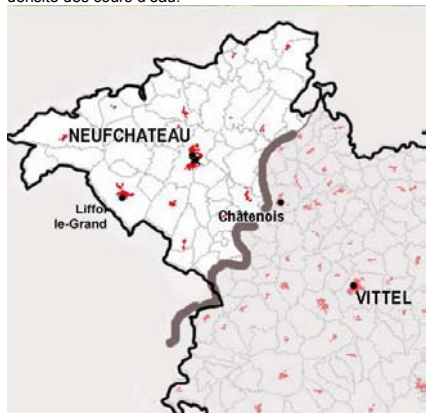 densité des cours d'eau.
NEUFCHATEAU
Liffol
le-Grand
Châtenois
VITTEL